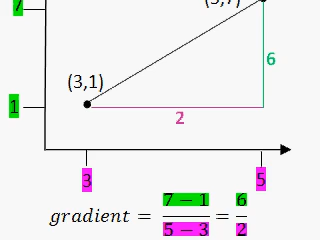 7
6
(3,1)
1
2
3 5
7 − 1 6
gradient = =
5 − 3 2